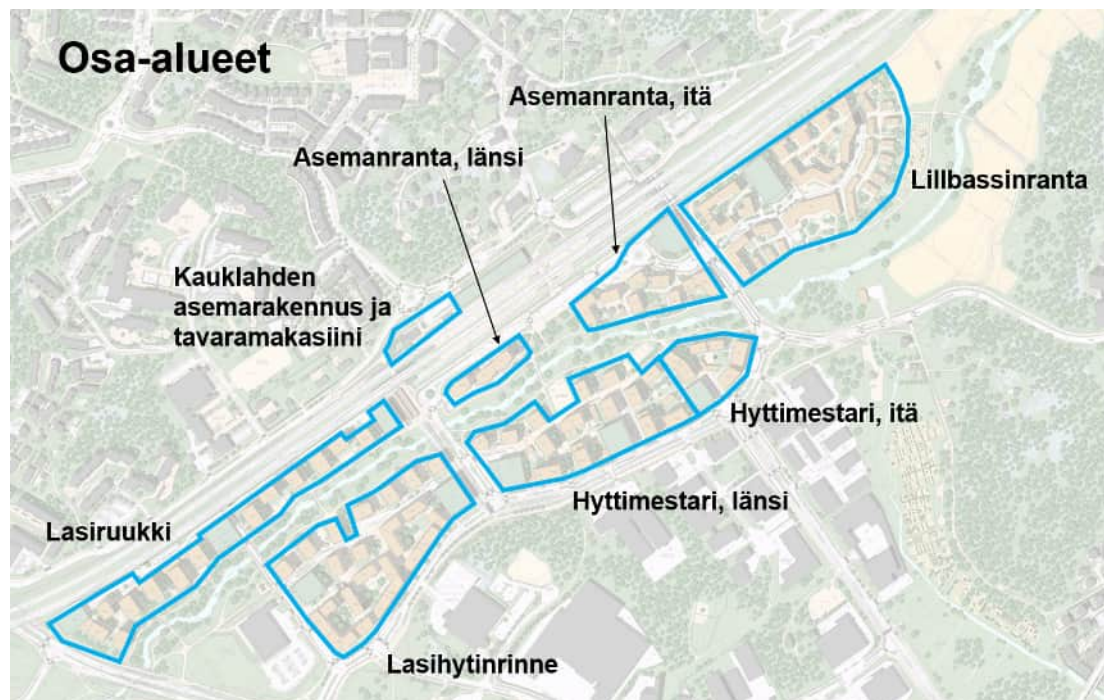 Osa-alueet
Asemanranta, itä
Asemanranta, länsi
Lillbassinranta
Kauklahden
asemarakennus ja
tavaramakasiini
Hyttimestari, itä
Hyttimestari, länsi
Lasiruukki
Lasihytinrinne